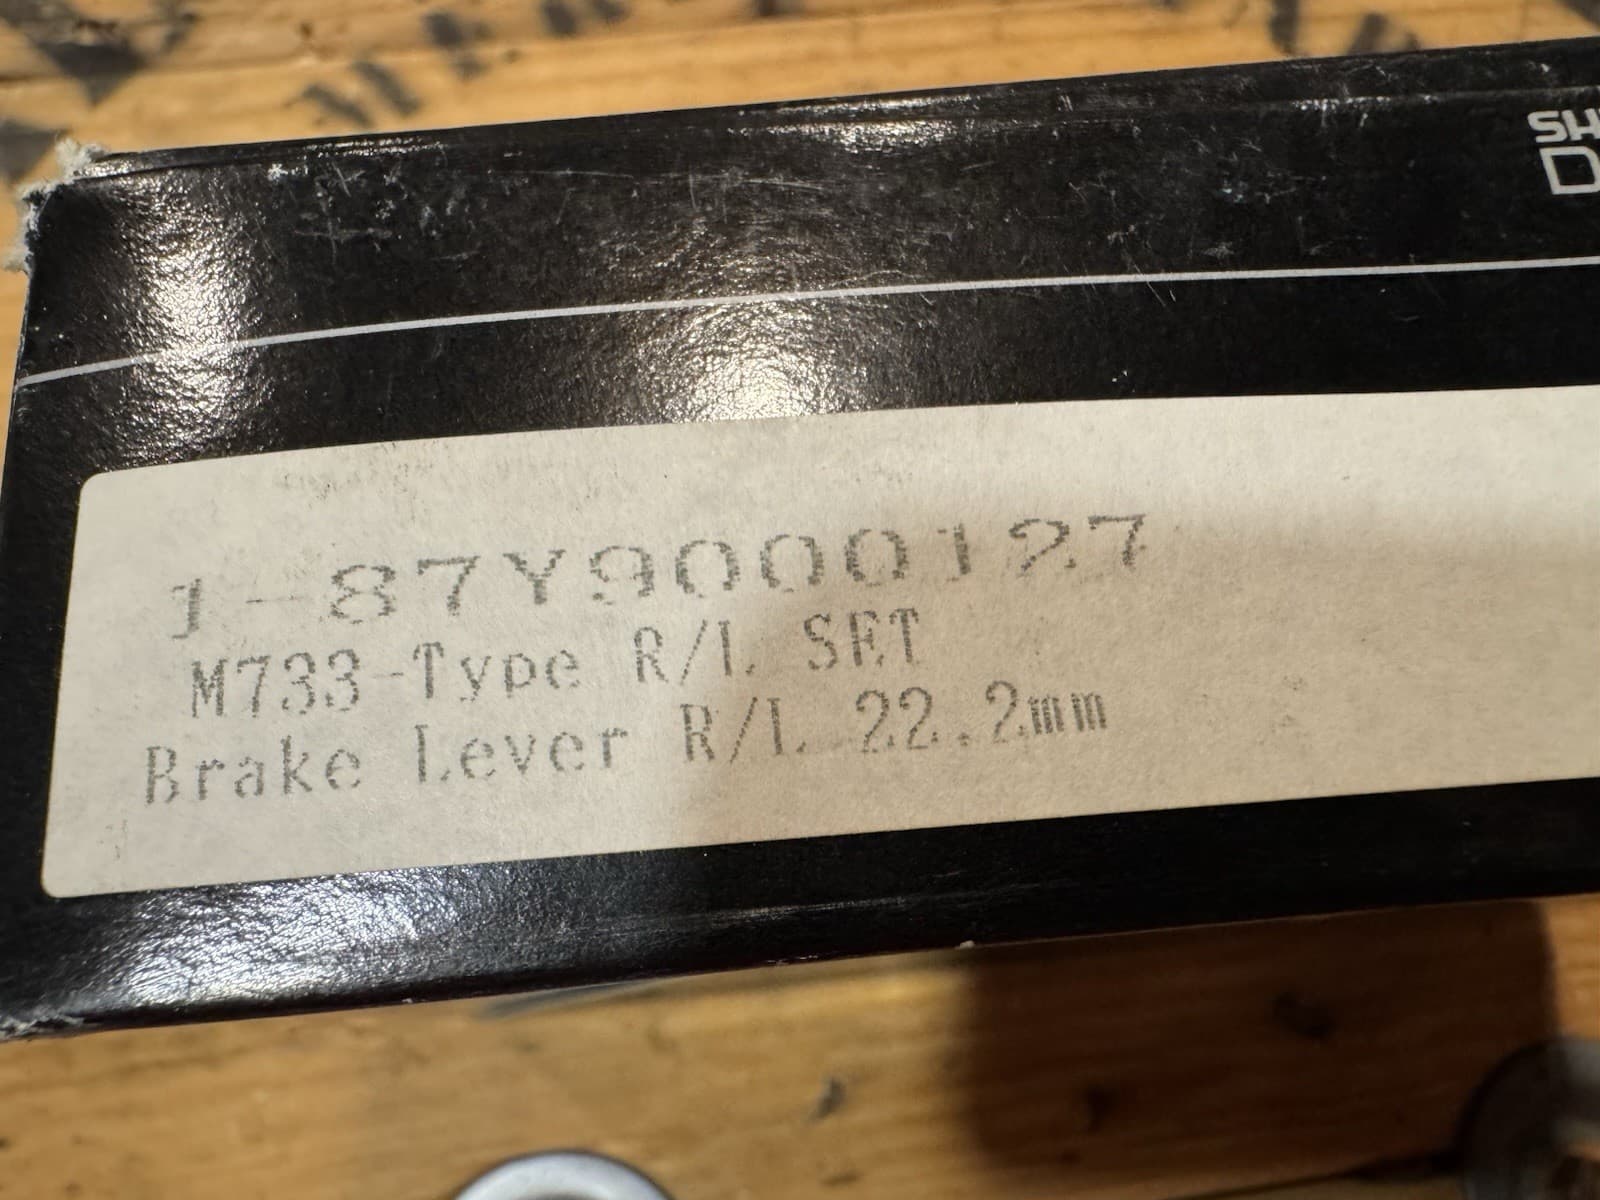 1-87Y9000127
M733-Type R/L SET
Brake Lever R/L 22.2mm